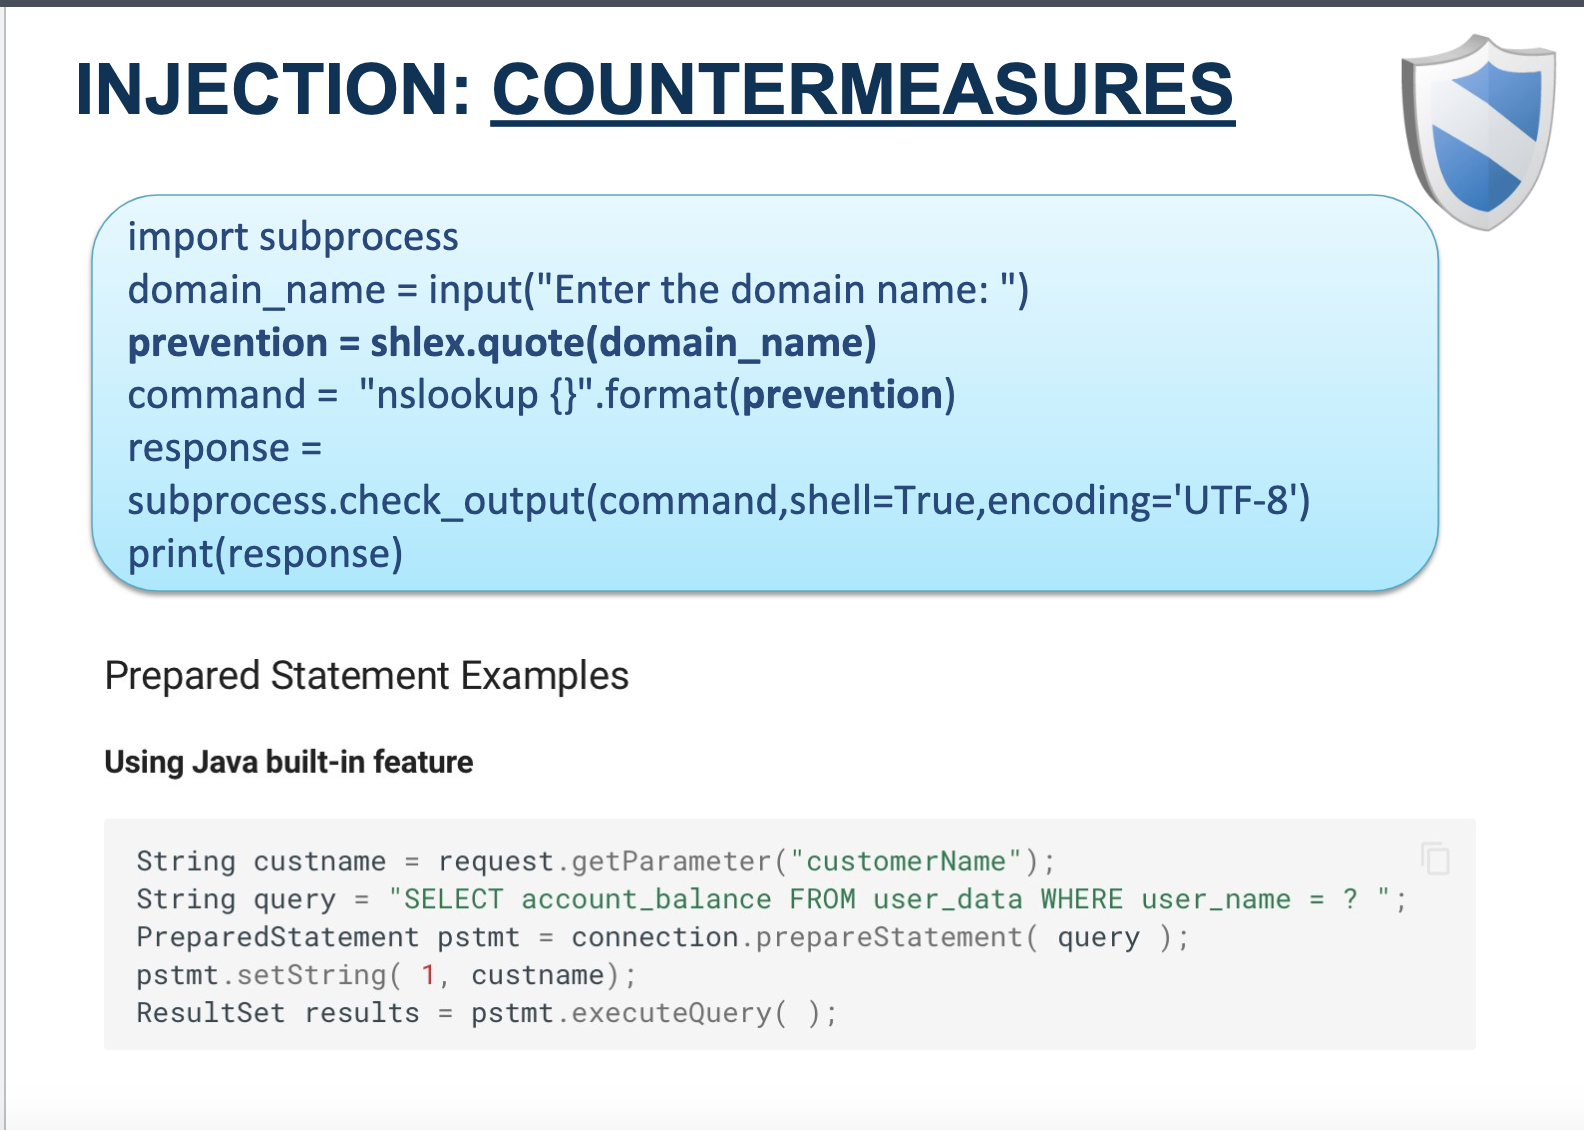 INJECTION: COUNTERMEASURES
import subprocess
domain_name = input("Enter the domain name: ")
prevention = shlex.quote(domain_name)
command =  "nslookup {}".format(prevention)
response =
subprocess.check_output(command,shell=True,encoding='UTF-8')
print(response)
Prepared Statement Examples
Using Java built-in feature
String custname = request.getParameter("customerName");
String query = "SELECT account_balance FROM user_data WHERE user_name = ? ";
PreparedStatement pstmt = connection.prepareStatement( query );
pstmt.setString( 1, custname);
ResultSet results = pstmt.executeQuery( );